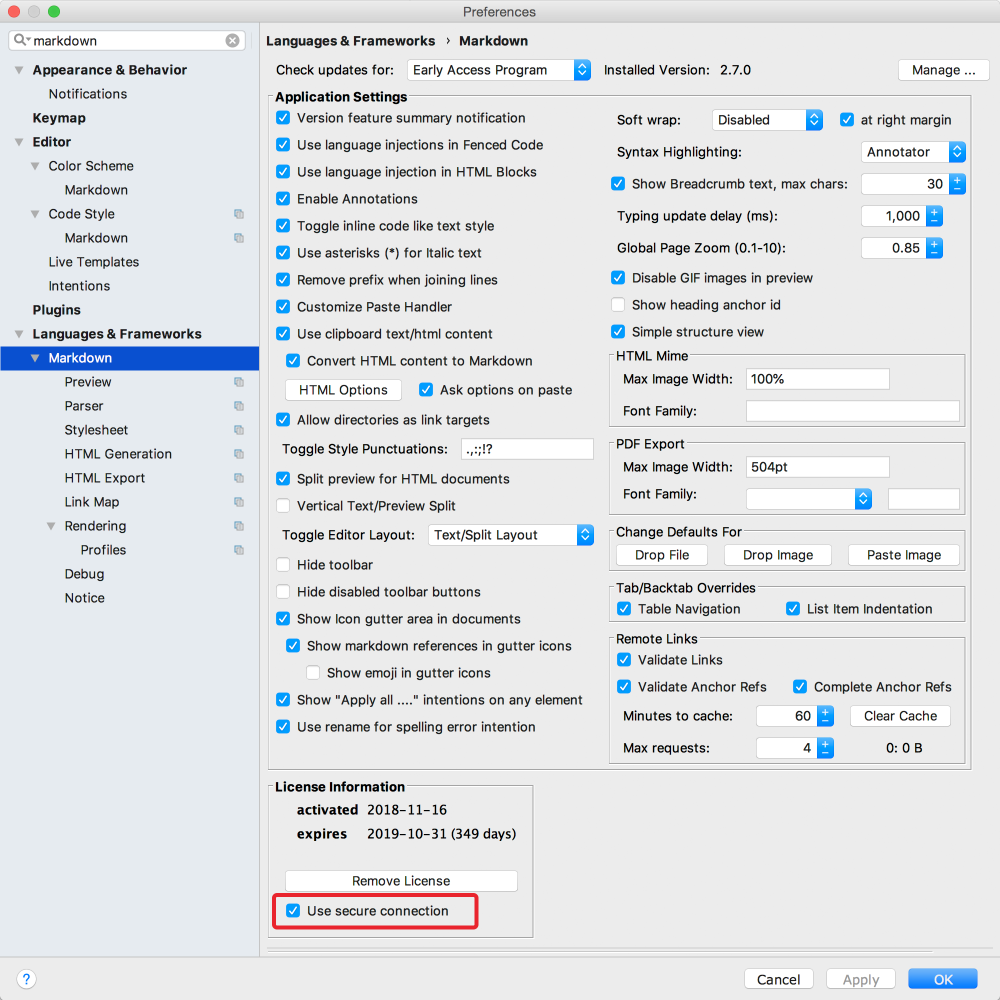 Preferences
markdown
Appearance & Behavior
Notifications
Keymap
Editor
Color Scheme
Markdown
Code Style
Markdown
Live Templates
Intentions
Plugins
Languages & Frameworks
Markdown
Preview
Parser
Stylesheet
HTML Generation
HTML Export
Link Map
Rendering
Profiles
Debug
Notice
Languages & Frameworks › Markdown
Check updates for: Early Access Program Installed Version: 2.7.0 Manage ...
Application Settings
Version feature summary notification
Use language injections in Fenced Code
Use language injection in HTML Blocks
Enable Annotations
Toggle inline code like text style
Use asterisks (*) for Italic text
Remove prefix when joining lines
Customize Paste Handler
Use clipboard text/html content
Convert HTML content to Markdown
HTML Options Ask options on paste
Allow directories as link targets
Toggle Style Punctuations: .,:;!?
Split preview for HTML documents
Vertical Text/Preview Split
Toggle Editor Layout: Text/Split Layout
Hide toolbar
Hide disabled toolbar buttons
Show Icon gutter area in documents
Show markdown references in gutter icons
Show emoji in gutter icons
Show "Apply all ...." intentions on any element
Use rename for spelling error intention
Soft wrap: Disabled at right margin
Syntax Highlighting: Annotator
Show Breadcrumb text, max chars: 30
Typing update delay (ms): 1,000
Global Page Zoom (0.1-10): 0.85
Disable GIF images in preview
Show heading anchor id
Simple structure view
HTML Mime
Max Image Width: 100%
Font Family:
PDF Export
Max Image Width: 504pt
Font Family:
Change Defaults For
Drop File Drop Image Paste Image
Tab/Backtab Overrides
Table Navigation List Item Indentation
Remote Links
Validate Links
Validate Anchor Refs Complete Anchor Refs
Minutes to cache: 60 Clear Cache
Max requests: 4 0: 0 B
License Information
activated 2018-11-16
expires 2019-10-31 (349 days)
Remove License
Use secure connection
? Cancel Apply OK